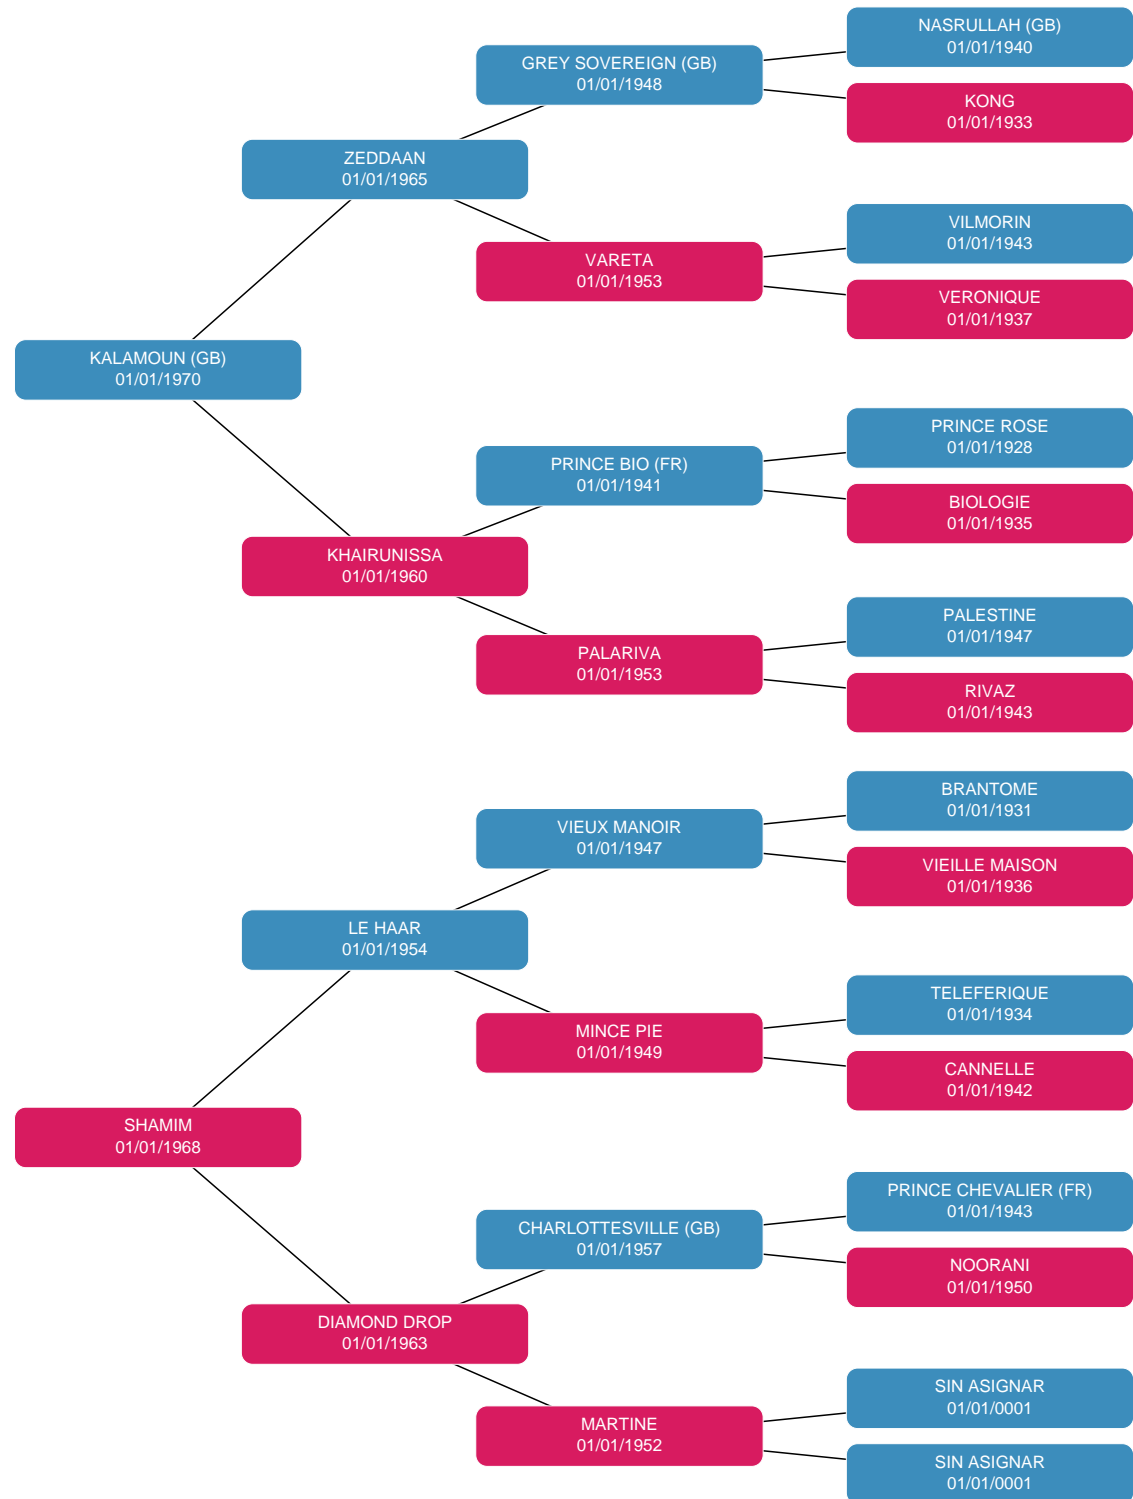 NASRULLAH (GB)
01/01/1940
GREY SOVEREIGN (GB)
01/01/1948
KONG
01/01/1933
ZEDDAAN
01/01/1965
VILMORIN
01/01/1943
VARETA
01/01/1953
VERONIQUE
01/01/1937
KALAMOUN (GB)
01/01/1970
PRINCE ROSE
01/01/1928
PRINCE BIO (FR)
01/01/1941
BIOLOGIE
01/01/1935
KHAIRUNISSA
01/01/1960
PALESTINE
01/01/1947
PALARIVA
01/01/1953
RIVAZ
01/01/1943
BRANTOME
01/01/1931
VIEUX MANOIR
01/01/1947
VIEILLE MAISON
01/01/1936
LE HAAR
01/01/1954
TELEFERIQUE
01/01/1934
MINCE PIE
01/01/1949
CANNELLE
01/01/1942
SHAMIM
01/01/1968
PRINCE CHEVALIER (FR)
01/01/1943
CHARLOTTESVILLE (GB)
01/01/1957
NOORANI
01/01/1950
DIAMOND DROP
01/01/1963
SIN ASIGNAR
01/01/0001
MARTINE
01/01/1952
SIN ASIGNAR
01/01/0001